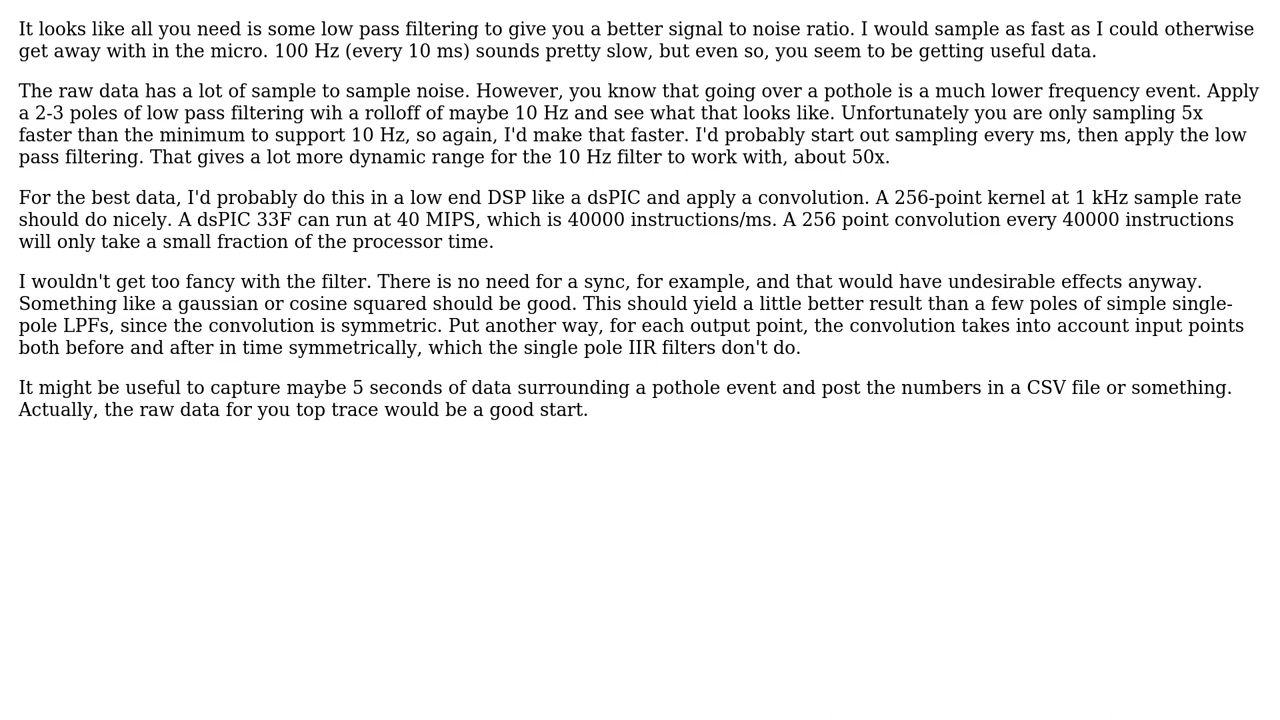 It looks like all you need is some low pass filtering to give you a better signal to noise ratio. I would sample as fast as I could otherwise
get away with in the micro. 100 Hz (every 10 ms) sounds pretty slow, but even so, you seem to be getting useful data.
The raw data has a lot of sample to sample noise. However, you know that going over a pothole is a much lower frequency event. Apply
a 2-3 poles of low pass filtering wih a rolloff of maybe 10 Hz and see what that looks like. Unfortunately you are only sampling 5x
faster than the minimum to support 10 Hz, so again, I'd make that faster. I'd probably start out sampling every ms, then apply the low
pass filtering. That gives a lot more dynamic range for the 10 Hz filter to work with, about 50x.
For the best data, I'd probably do this in a low end DSP like a dsPIC and apply a convolution. A 256-point kernel at 1 kHz sample rate
should do nicely. A dsPIC 33F can run at 40 MIPS, which is 40000 instructions/ms. A 256 point convolution every 40000 instructions
will only take a small fraction of the processor time.
I wouldn't get too fancy with the filter. There is no need for a sync, for example, and that would have undesirable effects anyway.
Something like a gaussian or cosine squared should be good. This should yield a little better result than a few poles of simple single-
pole LPFs, since the convolution is symmetric. Put another way, for each output point, the convolution takes into account input points
both before and after in time symmetrically, which the single pole IIR filters don't do.
It might be useful to capture maybe 5 seconds of data surrounding a pothole event and post the numbers in a CSV file or something.
Actually, the raw data for you top trace would be a good start.